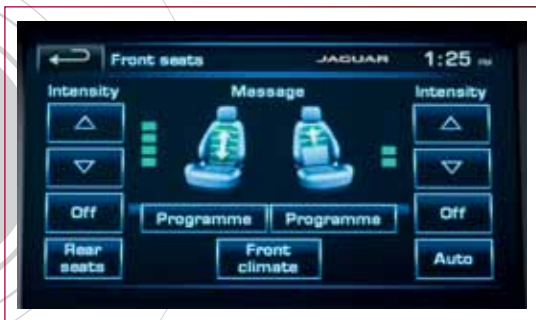 Front seats JAGUAR 1:25
Intensity Massage Intensity
Off Programme Programme Off
Rear seats
Front climate
Auto